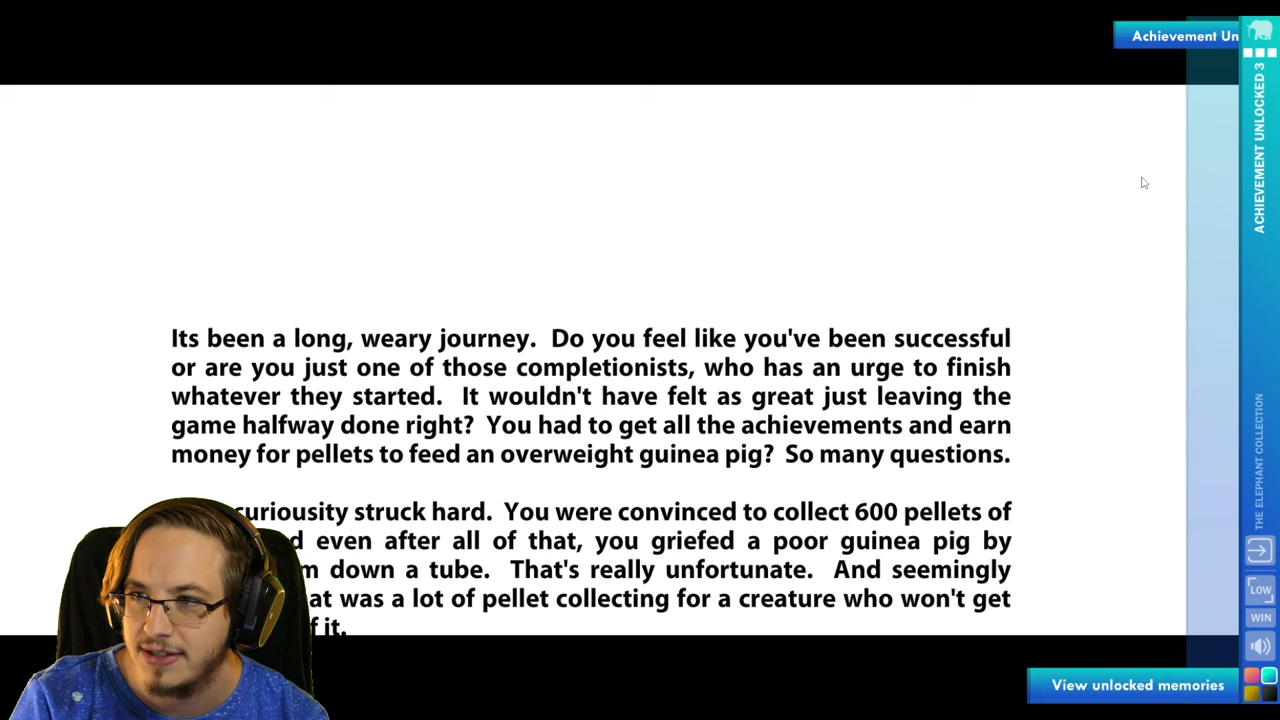 Achievement Un
ACHIEVEMENT UNLOCKED 3
Its been a long, weary journey. Do you feel like you've been successful
or are you just one of those completionists, who has an urge to finish
whatever they started. It wouldn't have felt as great just leaving the
game halfway done right? You had to get all the achievements and earn
money for pellets to feed an overweight guinea pig? So many questions.
curiousity struck hard. You were convinced to collect 600 pellets of
even after all of that, you griefed a poor guinea pig by
down a tube. That's really unfortunate. And seemingly
was a lot of pellet collecting for a creature who won't get
it.
THE ELEPHANT COLLECTION
LOW
WIN
View unlocked memories